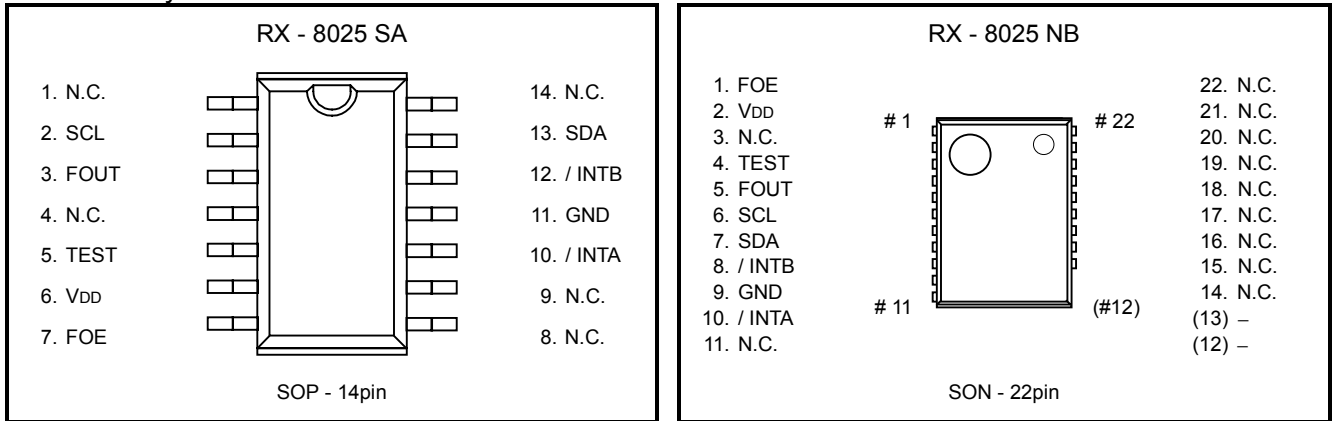 RX - 8025 SA
1. N.C.
2. SCL
3. FOUT
4. N.C.
5. TEST
6. VDD
7. FOE
14. N.C.
13. SDA
12. / INTB
11. GND
10. / INTA
9. N.C.
8. N.C.
SOP - 14pin
RX - 8025 NB
1. FOE
2. VDD
3. N.C.
4. TEST
5. FOUT
6. SCL
7. SDA
8. / INTB
9. GND
10. / INTA
11. N.C.
# 1
# 22
# 11
(#12)
22. N.C.
21. N.C.
20. N.C.
19. N.C.
18. N.C.
17. N.C.
16. N.C.
15. N.C.
14. N.C.
(13) –
(12) –
SON - 22pin